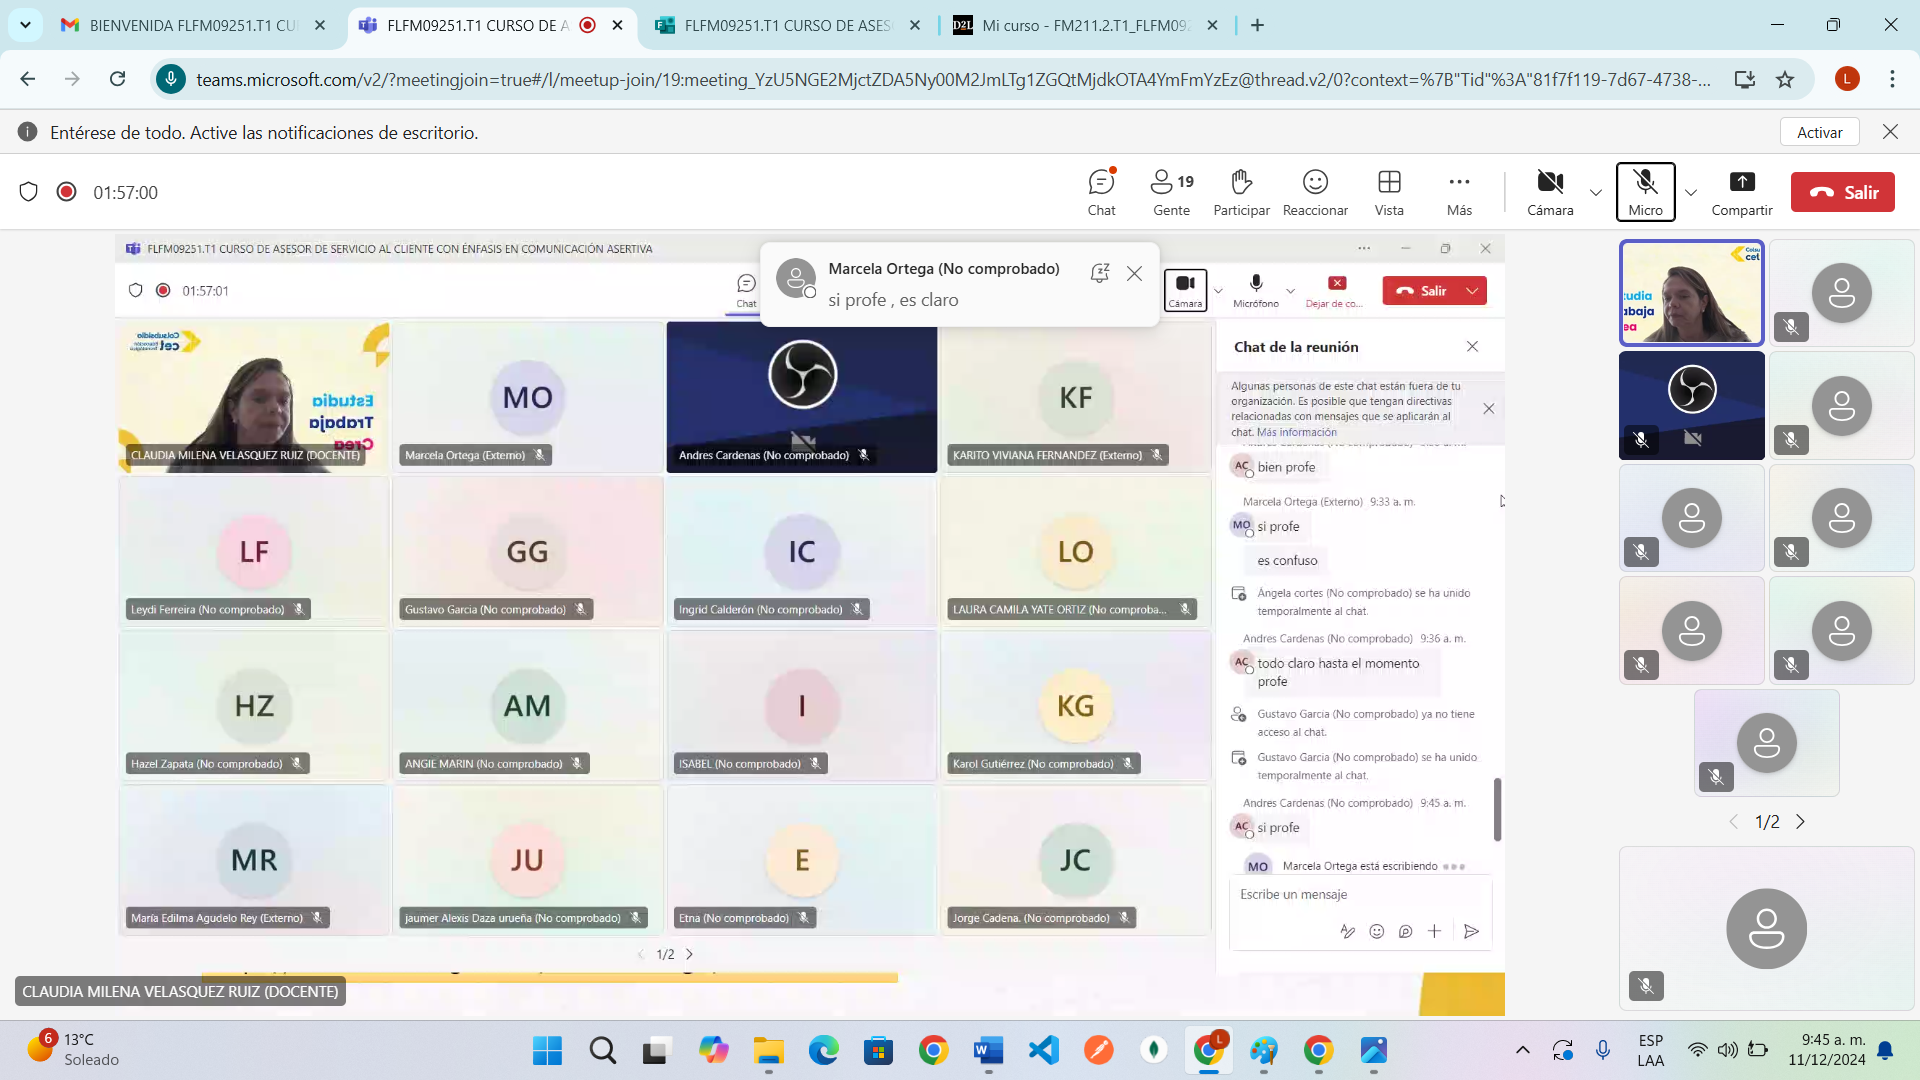 BIENVENIDA FLFM09251.T1 CU
FLFM09251.T1 CURSO DE A
FLFM09251.T1 CURSO DE ASES
Mi curso - FM211.2.T1_FLFM09
teams.microsoft.com/v2/?meetingjoin=true#/l/meetup-join/19:meeting_YzU5NGE2MjctZDA5Ny00M2JmLTg1ZGQtMjdkOTA4YmFmYzEz@thread.v2/0?context=%7B"Tid"%3A"81f7f119-7d67-4738-...
L
Entérese de todo. Active las notificaciones de escritorio.
Activar
01:57:00
Chat
19
Gente
Participar
Reaccionar
Vista
Más
Cámara
Micro
Compartir
Salir
FLFM09251.T1 CURSO DE ASESOR DE SERVICIO AL CLIENTE CON ÉNFASIS EN COMUNICACIÓN ASERTIVA
01:57:01
Chat
Marcela Ortega (No comprobado)
si profe , es claro
Cámara
Micrófono
Dejar de co...
Salir
Colsubsidio
cet
Estudia
Trabaja
Crea
CLAUDIA MILENA VELASQUEZ RUIZ (DOCENTE)
MO
Marcela Ortega (Externo)
Andres Cardenas (No comprobado)
KF
KARITO VIVIANA FERNANDEZ (Externo)
LF
Leydi Ferreira (No comprobado)
GG
Gustavo Garcia (No comprobado)
IC
Ingrid Calderón (No comprobado)
LO
LAURA CAMILA YATE ORTIZ (No comproba...
HZ
Hazel Zapata (No comprobado)
AM
ANGIE MARIN (No comprobado)
I
ISABEL (No comprobado)
KG
Karol Gutiérrez (No comprobado)
MR
María Edilma Agudelo Rey (Externo)
JU
jaumer Alexis Daza urueña (No comprobado)
E
Etna (No comprobado)
JC
Jorge Cadena. (No comprobado)
1/2
Chat de la reunión
Algunas personas de este chat están fuera de tu
organización. Es posible que tengan directivas
relacionadas con mensajes que se aplicarán al
chat. Más información
AC
bien profe
Marcela Ortega (Externo) 9:33 a. m.
MO
si profe
es confuso
Ángela cortes (No comprobado) se ha unido
temporalmente al chat.
Andres Cardenas (No comprobado) 9:36 a. m.
AC
todo claro hasta el momento
profe
Gustavo Garcia (No comprobado) ya no tiene
acceso al chat.
Gustavo Garcia (No comprobado) se ha unido
temporalmente al chat.
Andres Cardenas (No comprobado) 9:45 a. m.
AC
si profe
MO
Marcela Ortega está escribiendo
Escribe un mensaje
CLAUDIA MILENA VELASQUEZ RUIZ (DOCENTE)
cet
udia
abaja
ea
1/2
6
13°C
Soleado
L
ESP
LAA
9:45 a. m.
11/12/2024